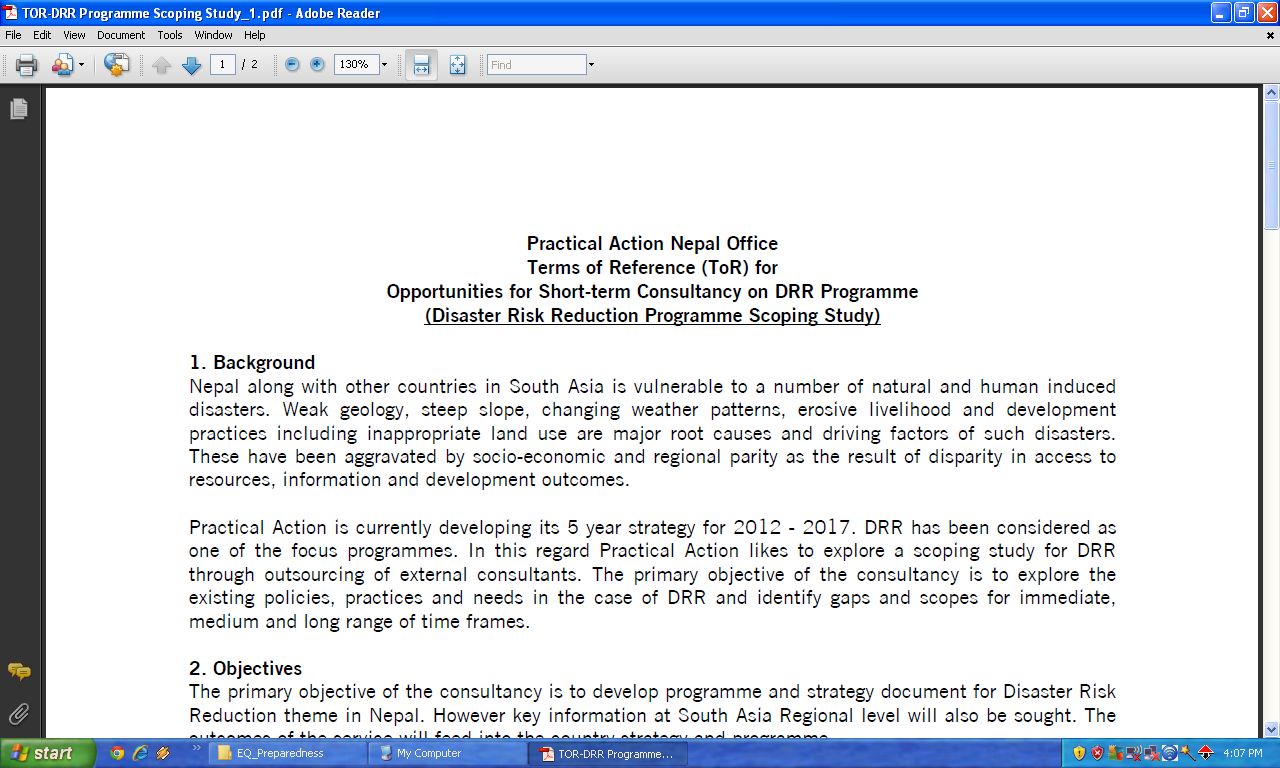 TOR-DRR Programme Scoping Study_1.pdf - Adobe Reader
File Edit View Document Tools Window Help
1 / 2 130% Find
Practical Action Nepal Office
Terms of Reference (ToR) for
Opportunities for Short-term Consultancy on DRR Programme
(Disaster Risk Reduction Programme Scoping Study)
1. Background
Nepal along with other countries in South Asia is vulnerable to a number of natural and human induced
disasters. Weak geology, steep slope, changing weather patterns, erosive livelihood and development
practices including inappropriate land use are major root causes and driving factors of such disasters.
These have been aggravated by socio-economic and regional parity as the result of disparity in access to
resources, information and development outcomes.
Practical Action is currently developing its 5 year strategy for 2012 - 2017. DRR has been considered as
one of the focus programmes. In this regard Practical Action likes to explore a scoping study for DRR
through outsourcing of external consultants. The primary objective of the consultancy is to explore the
existing policies, practices and needs in the case of DRR and identify gaps and scopes for immediate,
medium and long range of time frames.
2. Objectives
The primary objective of the consultancy is to develop programme and strategy document for Disaster Risk
Reduction theme in Nepal. However key information at South Asia Regional level will also be sought. The
outcomes of the service will feed into the country strategy and programme.
start EQ_Preparedness My Computer TOR-DRR Programme... 4:07 PM